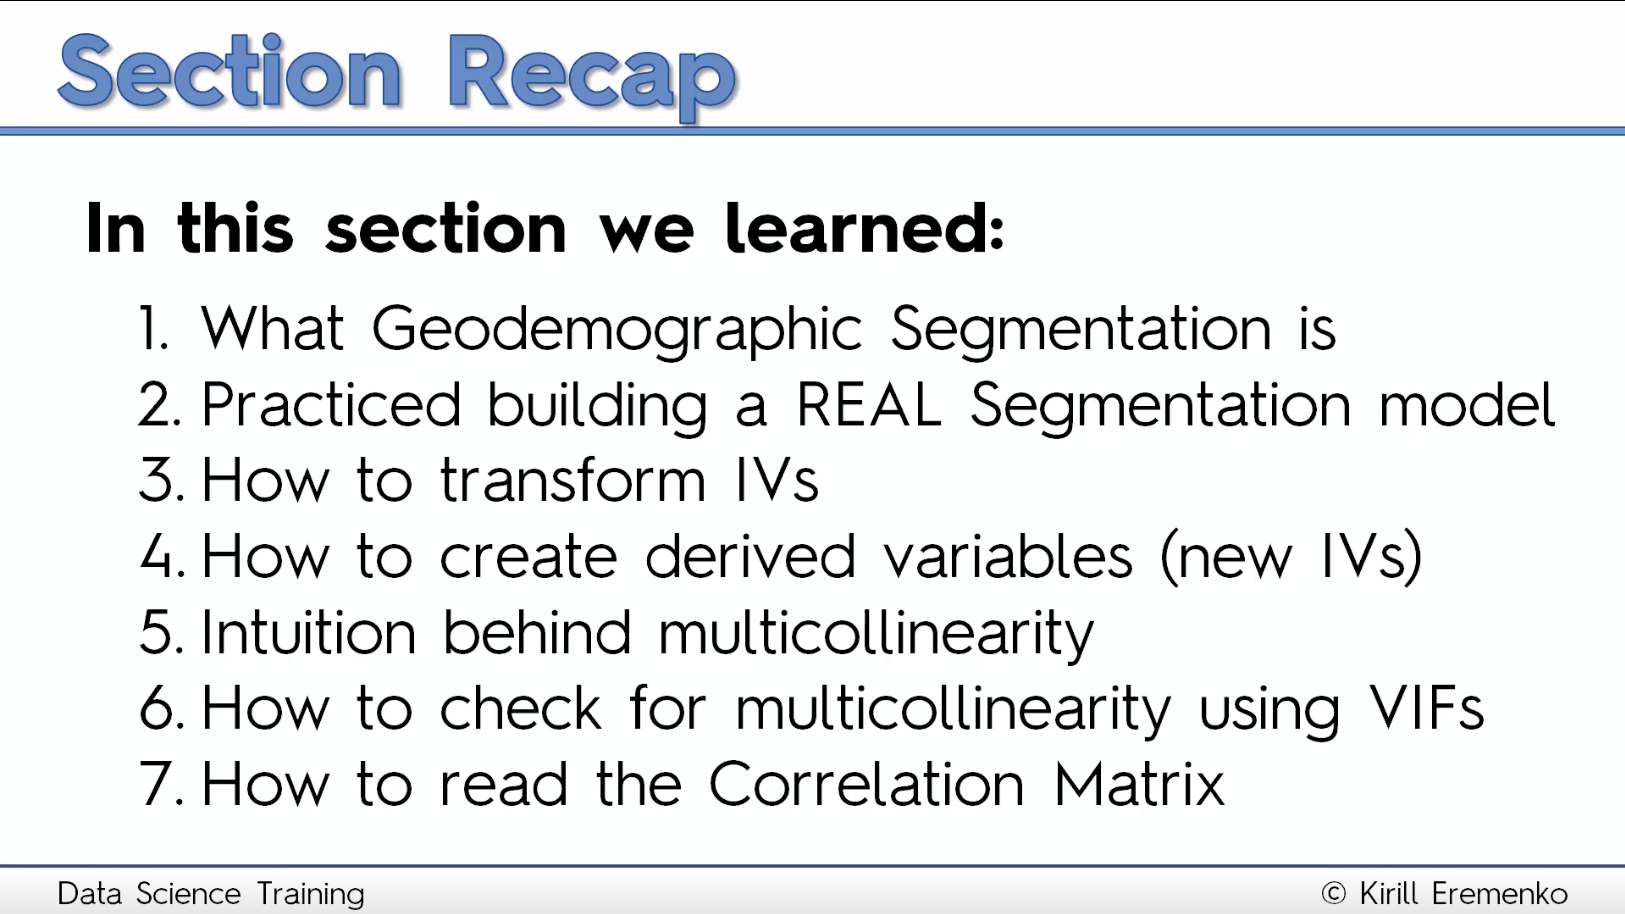 Section Recap
In this section we learned:
1. What Geodemographic Segmentation is
2. Practiced building a REAL Segmentation model
3. How to transform IVs
4. How to create derived variables (new IVs)
5. Intuition behind multicollinearity
6. How to check for multicollinearity using VIFs
7. How to read the Correlation Matrix
Data Science Training
© Kirill Eremenko